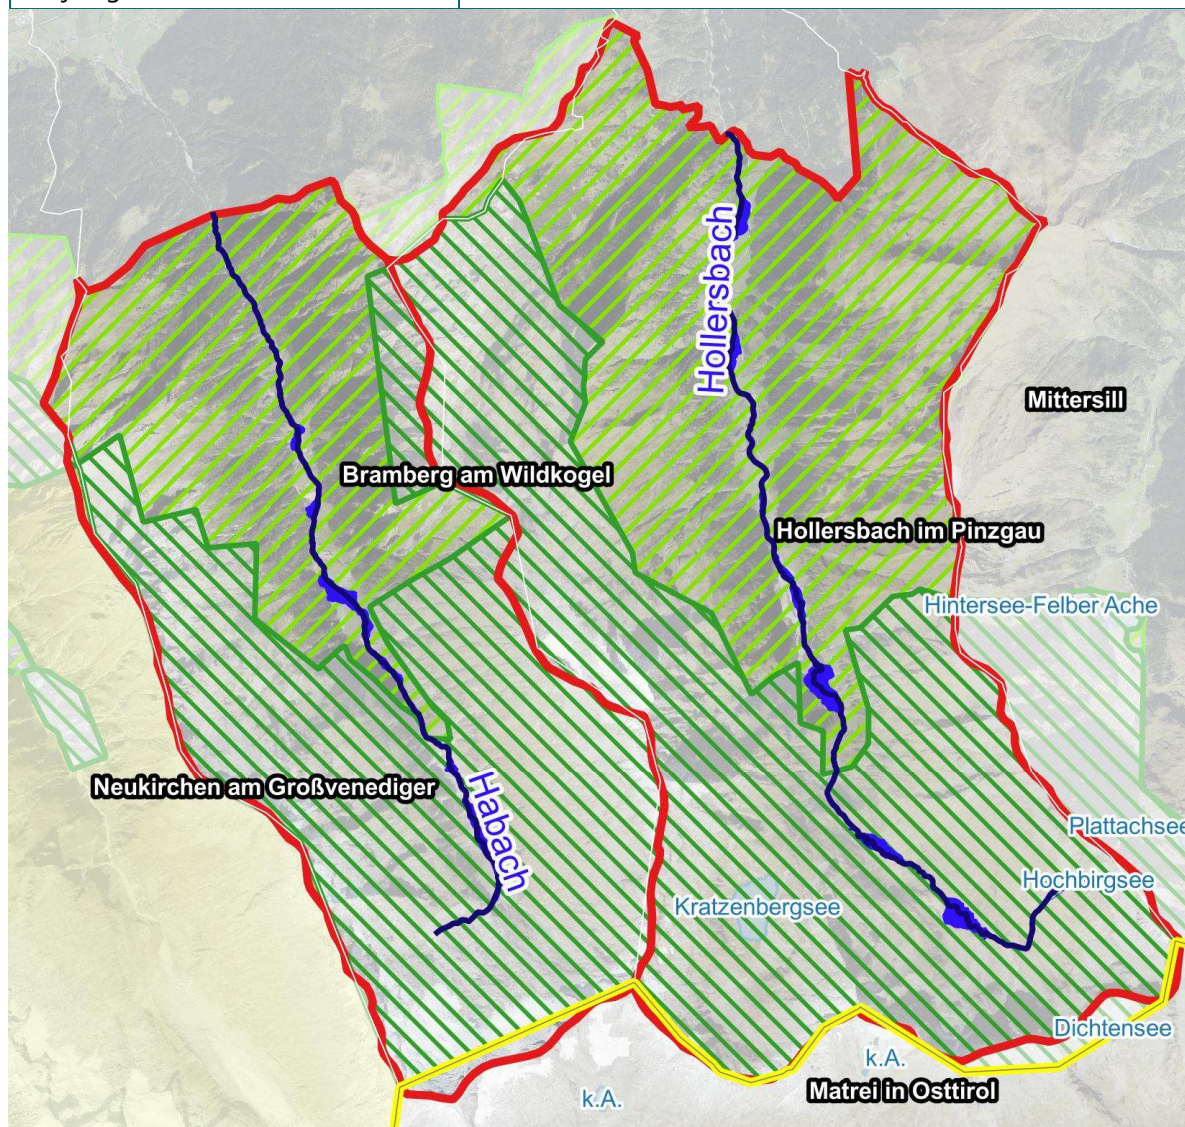 Hollersbach
Mittersill
Bramberg am Wildkogel
Hollersbach im Pinzgau
Hintersee-Felber Ache
Neukirchen am Großvenediger
Habach
Plattachsee
Hochbirgsee
Kratzenbergsee
Dichtensee
k.A.
Matrei in Osttirol
k.A.